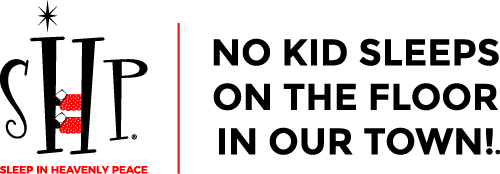 SHP.®
SLEEP IN HEAVENLY PEACE
NO KID SLEEPS
ON THE FLOOR
IN OUR TOWN!.